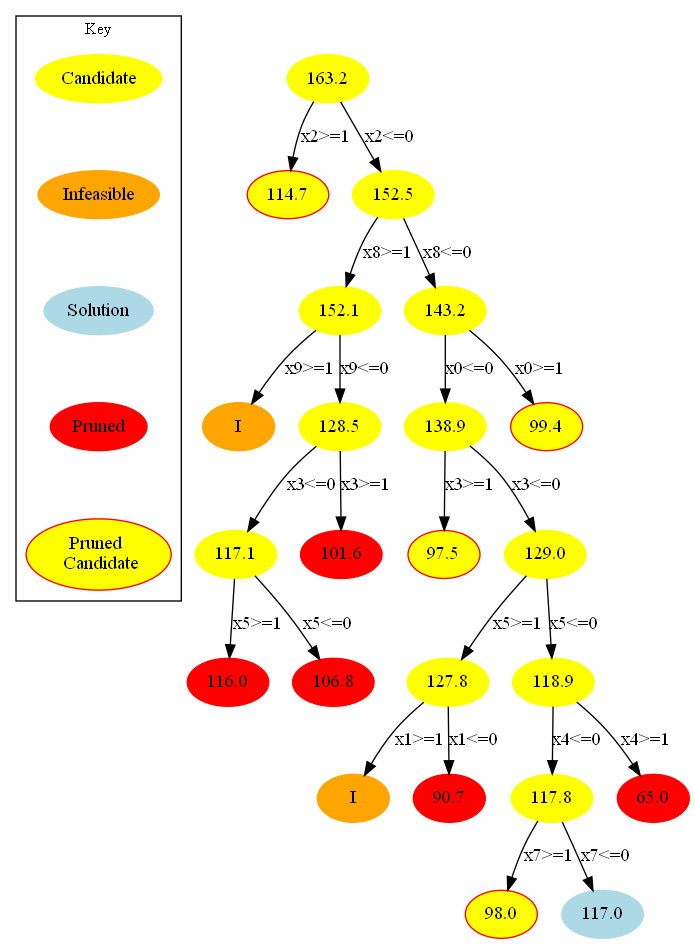 Key
Candidate
Infeasible
Solution
Pruned
Pruned
Candidate
163.2
x2>=1
x2<=0
114.7
152.5
x8>=1
x8<=0
152.1
143.2
x9>=1
x9<=0
x0<=0
x0>=1
I
128.5
138.9
99.4
x3<=0
x3>=1
x3>=1
x3<=0
117.1
101.6
97.5
129.0
x5>=1
x5<=0
x5>=1
x5<=0
116.0
106.8
127.8
118.9
x1>=1
x1<=0
x4<=0
x4>=1
I
90.7
117.8
65.0
x7>=1
x7<=0
98.0
117.0